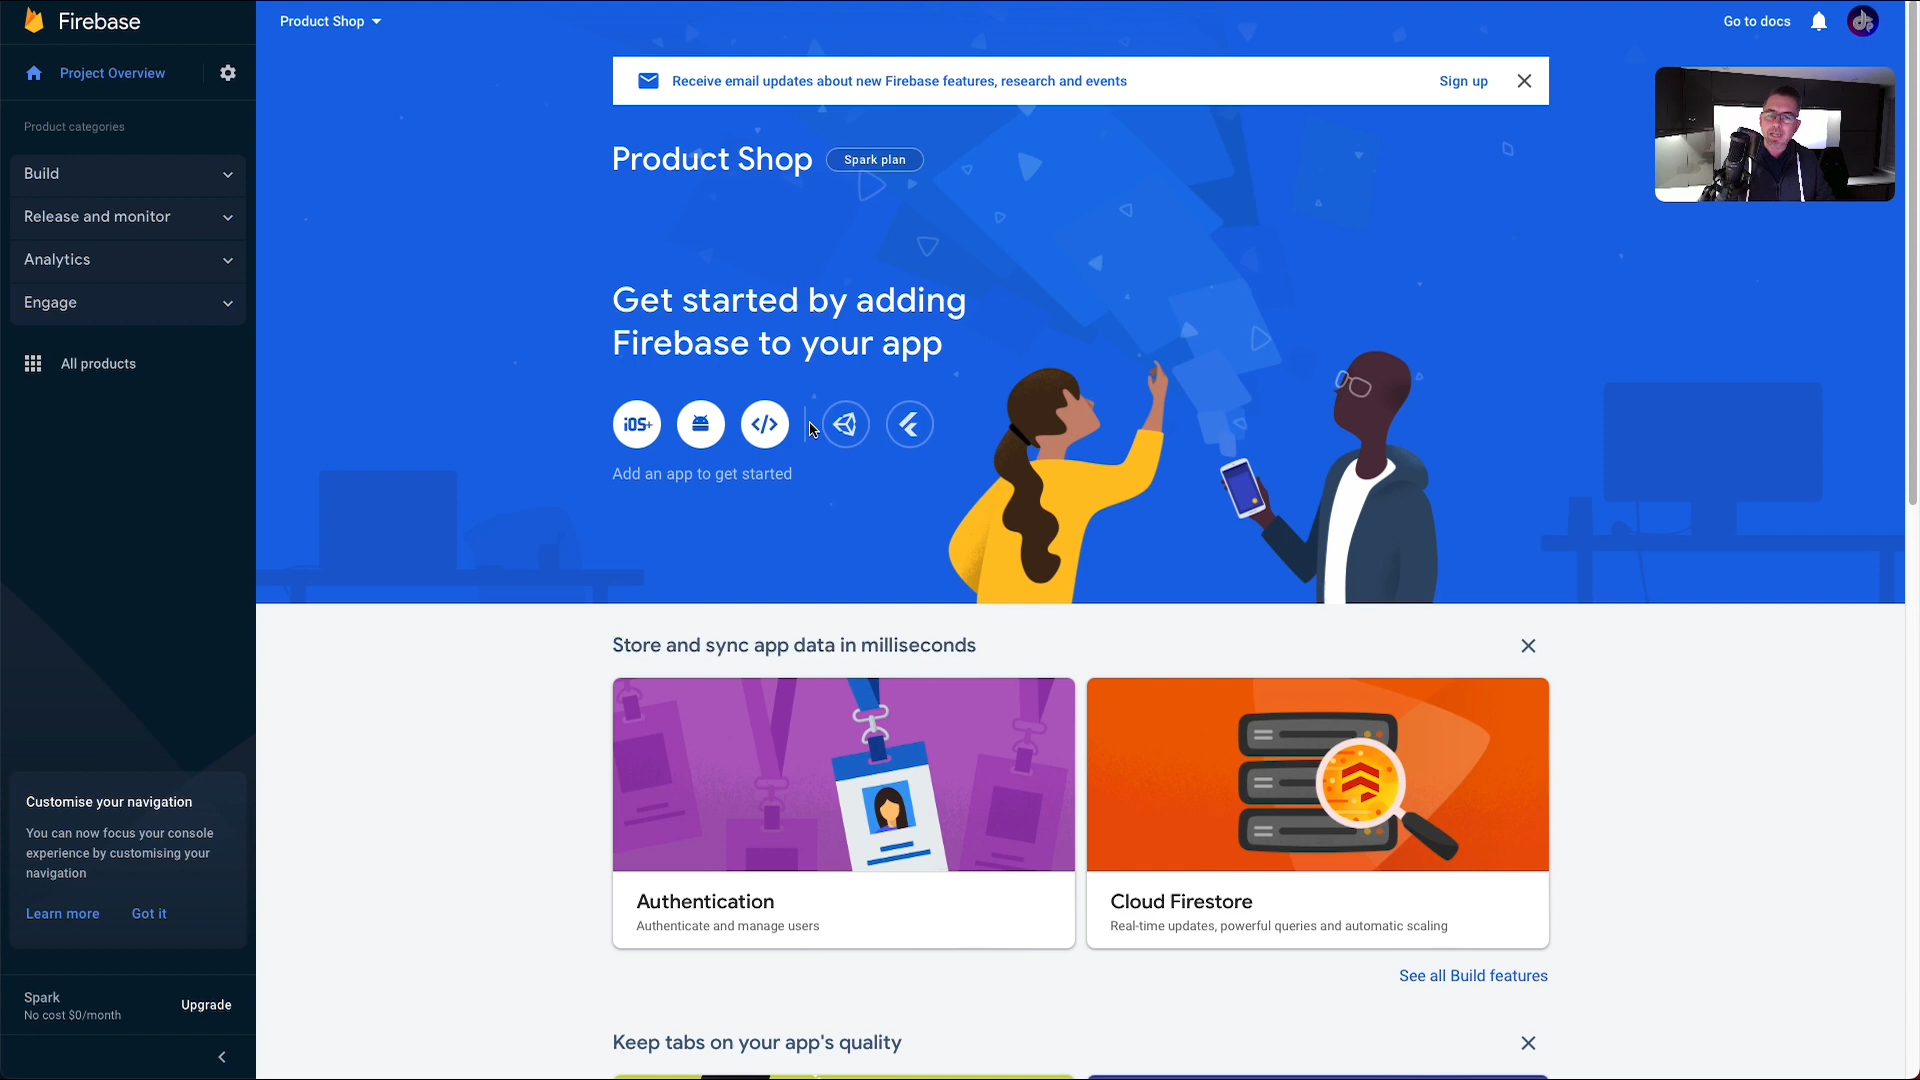 Firebase
Product Shop
Go to docs
Project Overview
Receive email updates about new Firebase features, research and events
Sign up
Product categories
Build
Release and monitor
Analytics
Engage
All products
Product Shop
Spark plan
Get started by adding
Firebase to your app
iOS+
Add an app to get started
Store and sync app data in milliseconds
Authentication
Authenticate and manage users
Cloud Firestore
Real-time updates, powerful queries and automatic scaling
See all Build features
Keep tabs on your app's quality
Customise your navigation
You can now focus your console
experience by customising your
navigation
Learn more
Got it
Spark
No cost $0/month
Upgrade